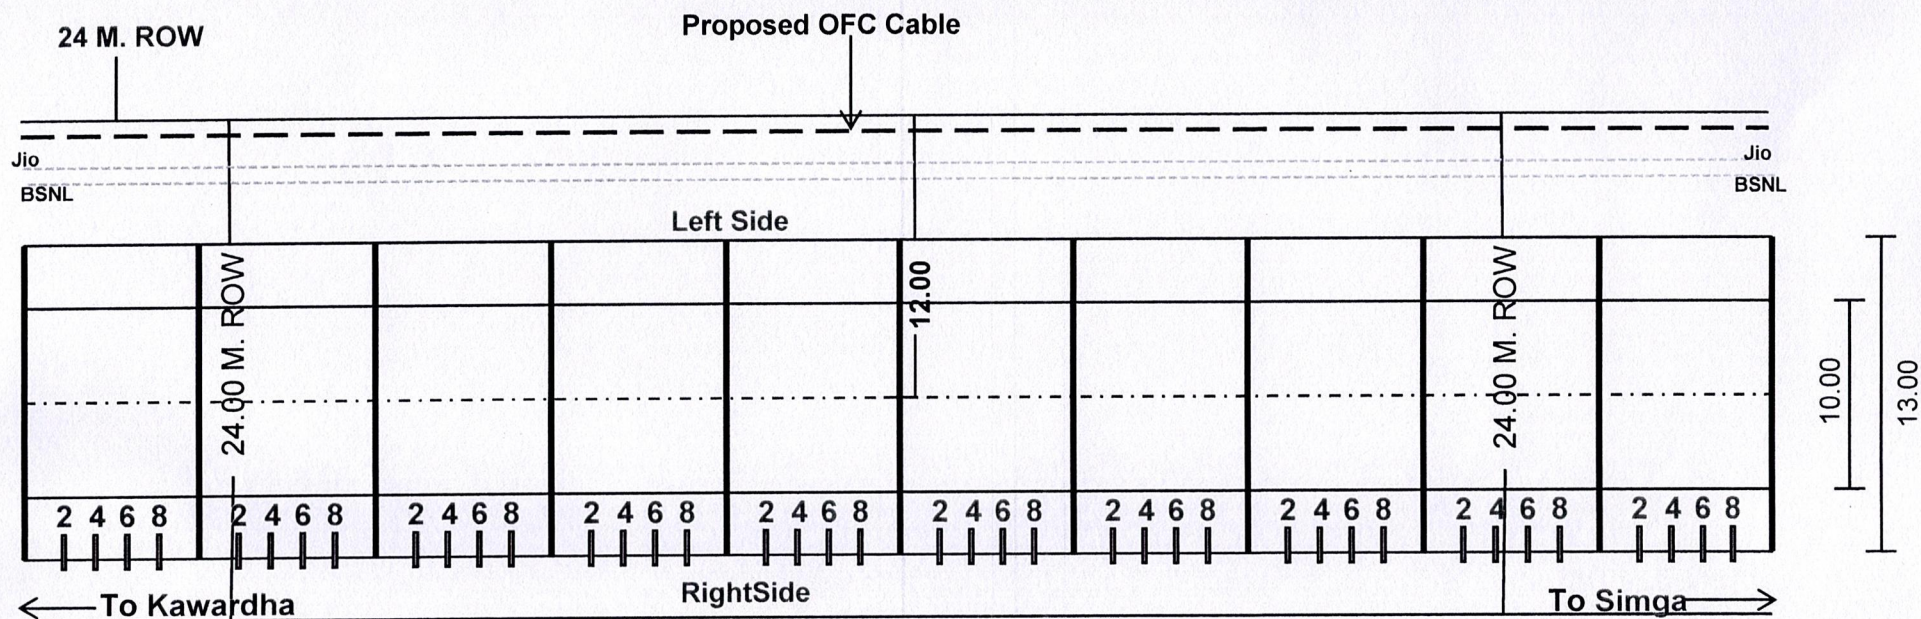 Proposed OFC Cable
24 M. ROW
Jio
Jio
BSNL
BSNL
Left Side
24.00 M. ROW
12.00
24.00 M. ROW
10.00
13.00
2 4 6 8 2 4 6 8 2 4 6 8 2 4 6 8 2 4 6 8 2 4 6 8 2 4 6 8 2 4 6 8 2 4 6 8 2 4 6 8
RightSide
To Kawardha
To Simga